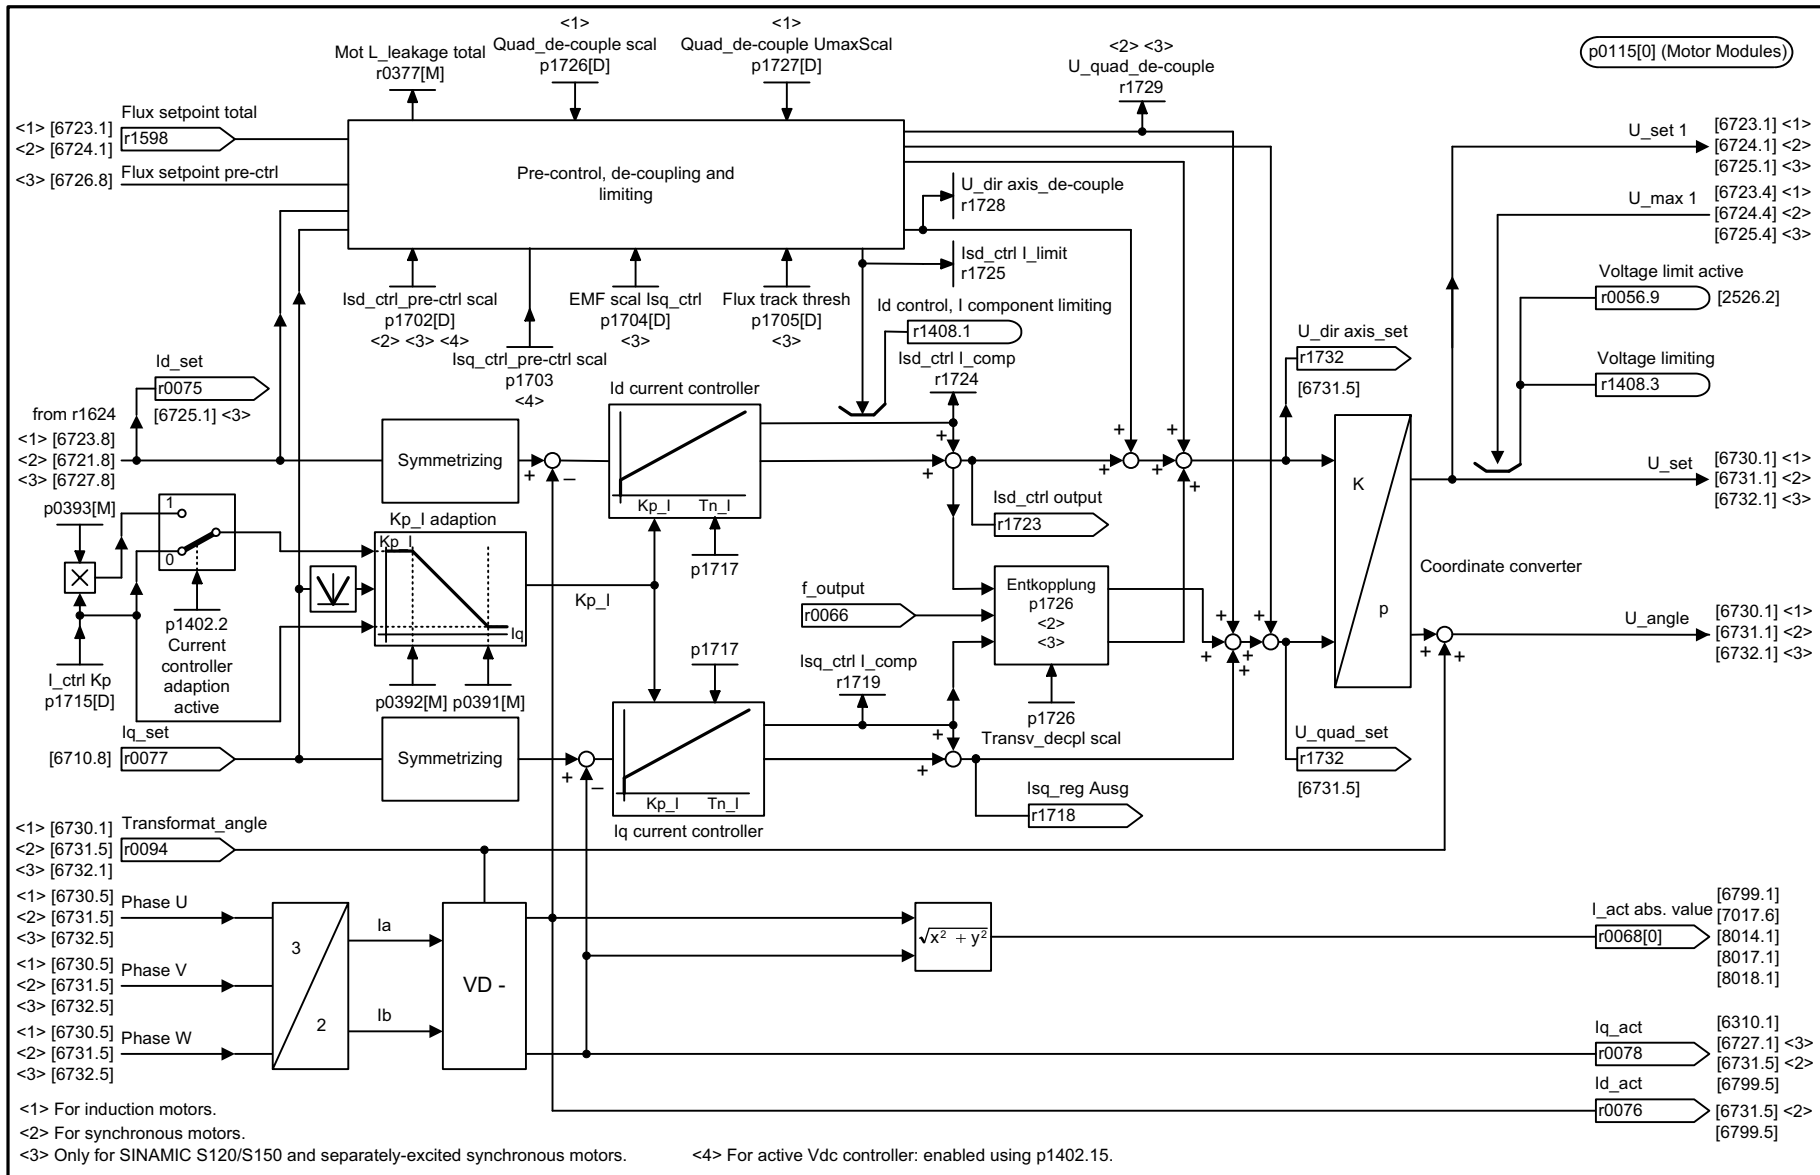 <1>
Quad_de-couple scal
p1726[D]
<1>
Quad_de-couple UmaxScal
p1727[D]
<2> <3>
U_quad_de-couple
r1729
p0115[0] (Motor Modules)
Mot L_leakage total
r0377[M]
Flux setpoint total
<1> [6723.1]
<2> [6724.1]
r1598
<3> [6726.8]
Flux setpoint pre-ctrl
Pre-control, de-coupling and
limiting
U_dir axis_de-couple
r1728
Isd_ctrl I_limit
r1725
U_set 1
[6723.1] <1>
[6724.1] <2>
[6725.1] <3>
U_max 1
[6723.4] <1>
[6724.4] <2>
[6725.4] <3>
Voltage limit active
r0056.9
[2526.2]
Voltage limiting
r1408.3
Isd_ctrl_pre-ctrl scal
p1702[D]
<2> <3> <4>
Isq_ctrl_pre-ctrl scal
p1703
<4>
EMF scal Isq_ctrl
p1704[D]
<3>
Flux track thresh
p1705[D]
<3>
Id control, I component limiting
r1408.1
Isd_ctrl I_comp
r1724
U_dir axis_set
r1732
[6731.5]
Id_set
r0075
[6725.1] <3>
from r1624
<1> [6723.8]
<2> [6721.8]
<3> [6727.8]
Symmetrizing
+
–
Id current controller
Kp_I
Tn_I
p1717
+
+
+
+
+
+
+
Isd_ctrl output
r1723
K
p
Coordinate converter
U_set
[6730.1] <1>
[6731.1] <2>
[6732.1] <3>
p0393[M]
1
0
×
p1402.2
Current
controller
adaption
active
I_ctrl Kp
p1715[D]
Kp_I adaption
Kp_I
Iq
Kp_I
p0392[M]
p0391[M]
f_output
r0066
Entkopplung
p1726
<2>
<3>
p1726
Transv_decpl scal
+
+
+
+
+
+
U_angle
[6730.1] <1>
[6731.1] <2>
[6732.1] <3>
+
+
Iq_set
[6710.8]
r0077
Symmetrizing
+
–
p1717
Kp_I
Tn_I
Iq current controller
Isq_ctrl I_comp
r1719
+
+
Isq_reg Ausg
r1718
U_quad_set
r1732
[6731.5]
Transformat_angle
<1> [6730.1]
<2> [6731.5]
<3> [6732.1]
r0094
<1> [6730.5]
<2> [6731.5]
<3> [6732.5]
Phase U
<1> [6730.5]
<2> [6731.5]
<3> [6732.5]
Phase V
<1> [6730.5]
<2> [6731.5]
<3> [6732.5]
Phase W
3
2
Ia
Ib
VD -
√x² + y²
I_act abs. value
r0068[0]
[6799.1]
[7017.6]
[8014.1]
[8017.1]
[8018.1]
Iq_act
r0078
[6310.1]
[6727.1] <3>
[6731.5] <2>
[6799.5]
Id_act
r0076
[6731.5] <2>
[6799.5]
<1> For induction motors.
<2> For synchronous motors.
<3> Only for SINAMIC S120/S150 and separately-excited synchronous motors.
<4> For active Vdc controller: enabled using p1402.15.